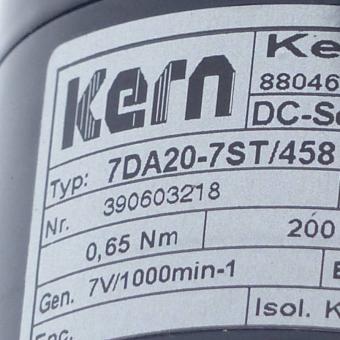 Kern
Ke
88046
DC-Se
Typ: 7DA20-7ST/458
Nr. 390603218
0,65 Nm 200
Gen. 7V/1000min-1
Isol. K
Enc.